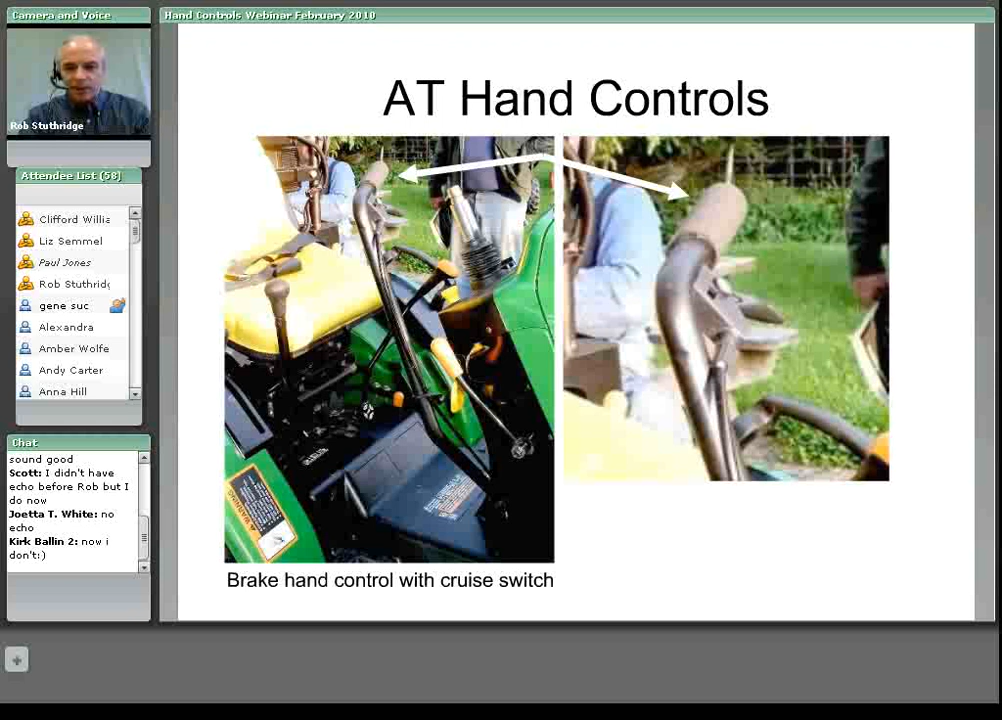 Camera and Voice
Hand Controls Webinar February 2010
Rob Stuthridge
Attendee List (58)
Clifford Willia
Liz Semmel
Paul Jones
Rob Stuthridg
gene suc
Alexandra
Amber Wolfe
Andy Carter
Anna Hill
Chat
sound good
Scott: I didn't have
echo before Rob but I
do now
Joetta T. White: no
echo
Kirk Ballin 2: now i
don't:)
AT Hand Controls
WARNING
Brake hand control with cruise switch